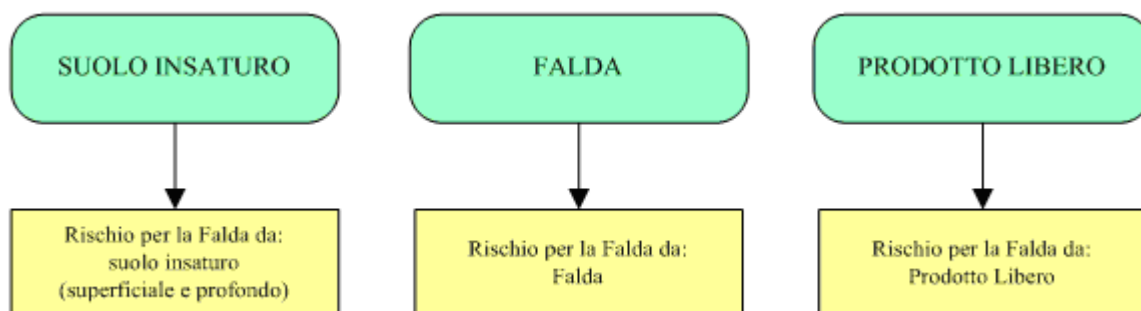 SUOLO INSATURO
FALDA
PRODOTTO LIBERO
Rischio per la Falda da:
suolo insaturo
(superficiale e profondo)
Rischio per la Falda da:
Falda
Rischio per la Falda da:
Prodotto Libero